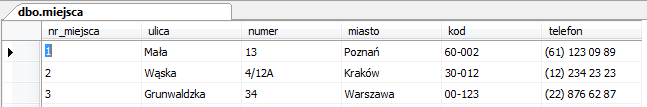 dbo.miejsca
nr_miejsca ulica numer miasto kod telefon
1 Mała 13 Poznań 60-002 (61) 123 09 89
2 Wąska 4/12A Kraków 30-012 (12) 234 23 23
3 Grunwaldzka 34 Warszawa 00-123 (22) 876 62 87